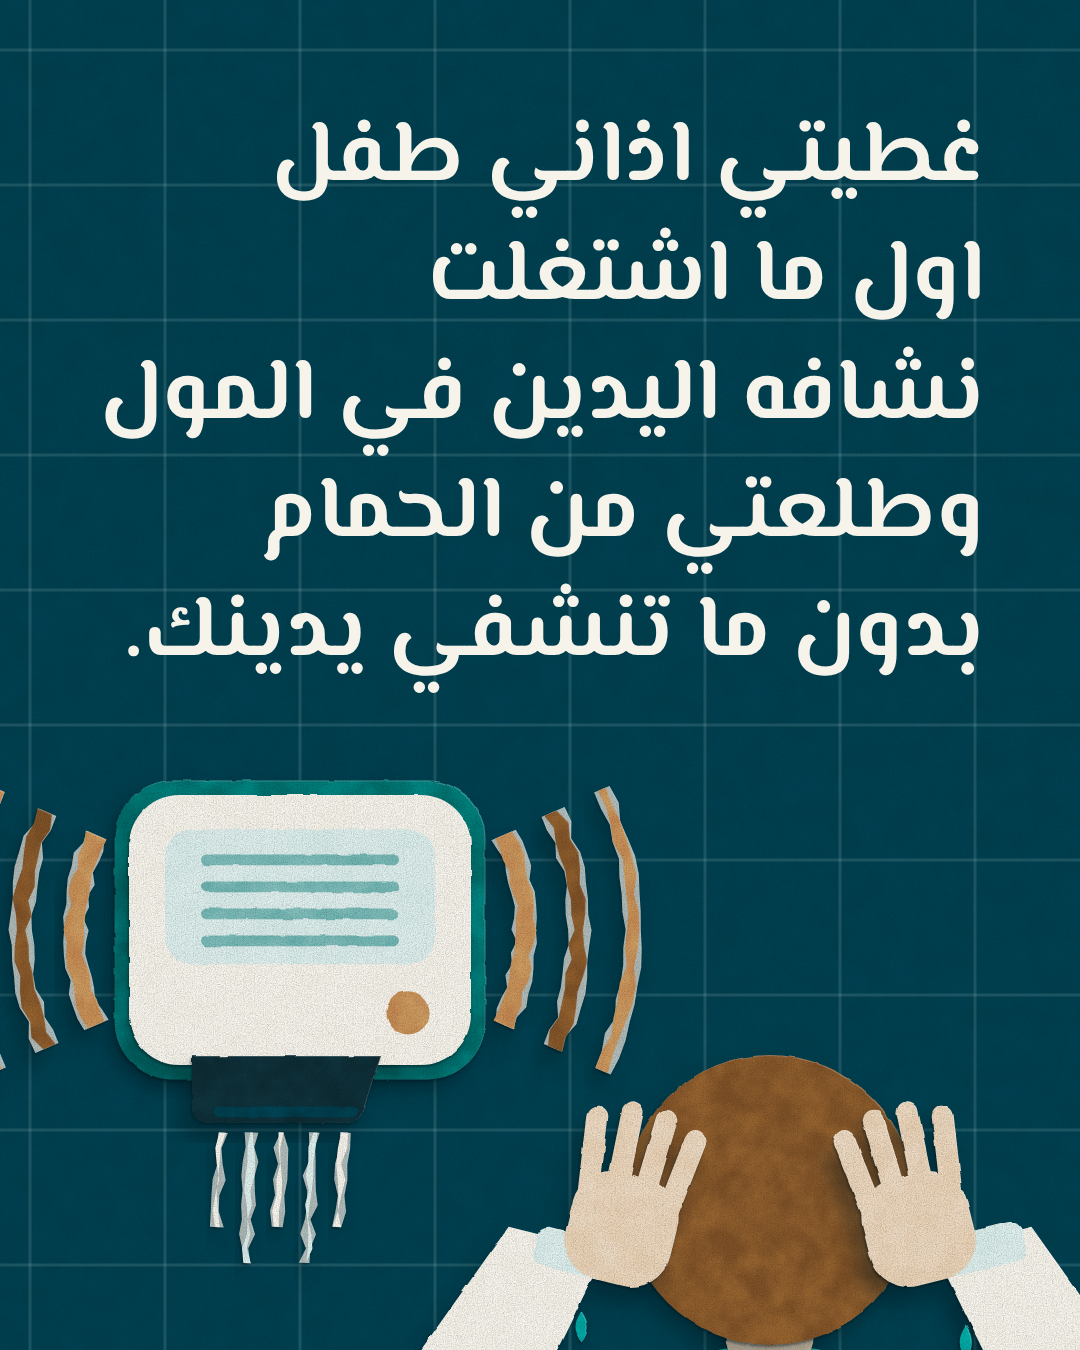 غطيتي اذاني طفل
اول ما اشتغلت
نشافه اليدين في المول
وطلعتي من الحمام
بدون ما تنشفي يدينك.